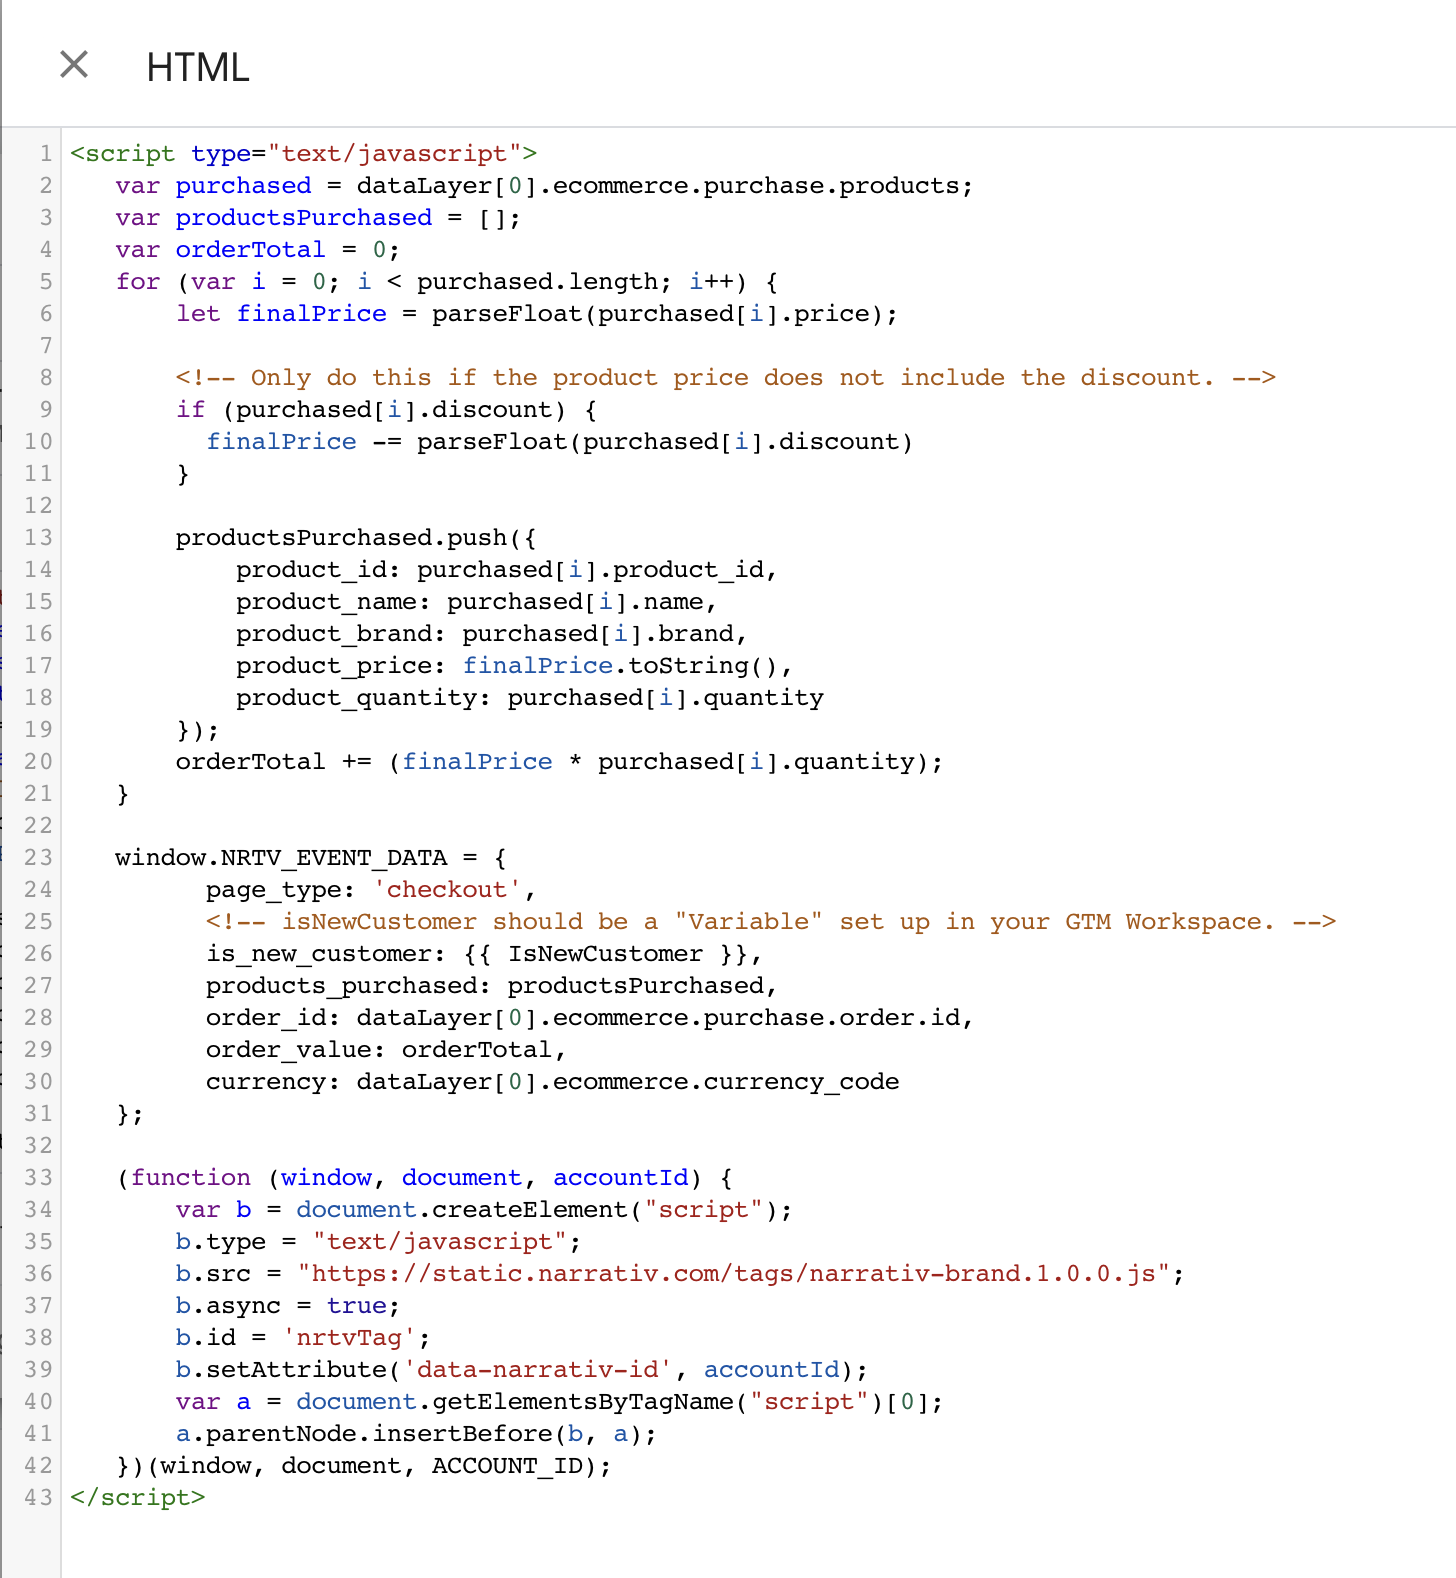 HTML
1 <script type="text/javascript">
2    var purchased = dataLayer[0].ecommerce.purchase.products;
3    var productsPurchased = [];
4    var orderTotal = 0;
5    for (var i = 0; i < purchased.length; i++) {
6        let finalPrice = parseFloat(purchased[i].price);
7
8        <!-- Only do this if the product price does not include the discount. -->
9        if (purchased[i].discount) {
10          finalPrice -= parseFloat(purchased[i].discount)
11        }
12
13        productsPurchased.push({
14            product_id: purchased[i].product_id,
15            product_name: purchased[i].name,
16            product_brand: purchased[i].brand,
17            product_price: finalPrice.toString(),
18            product_quantity: purchased[i].quantity
19        });
20        orderTotal += (finalPrice * purchased[i].quantity);
21    }
22
23    window.NRTV_EVENT_DATA = {
24          page_type: 'checkout',
25          <!-- isNewCustomer should be a "Variable" set up in your GTM Workspace. -->
26          is_new_customer: {{ IsNewCustomer }},
27          products_purchased: productsPurchased,
28          order_id: dataLayer[0].ecommerce.purchase.order.id,
29          order_value: orderTotal,
30          currency: dataLayer[0].ecommerce.currency_code
31    };
32
33    (function (window, document, accountId) {
34        var b = document.createElement("script");
35        b.type = "text/javascript";
36        b.src = "https://static.narrativ.com/tags/narrativ-brand.1.0.0.js";
37        b.async = true;
38        b.id = 'nrtvTag';
39        b.setAttribute('data-narrativ-id', accountId);
40        var a = document.getElementsByTagName("script")[0];
41        a.parentNode.insertBefore(b, a);
42    })(window, document, ACCOUNT_ID);
43 </script>